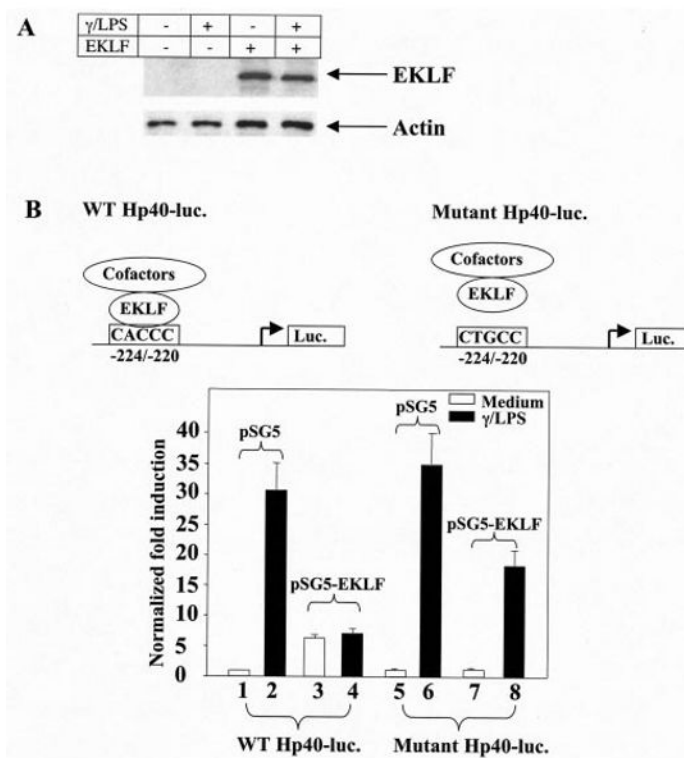 A
γ/LPS - + - +
EKLF - - + +
EKLF
Actin
B
WT Hp40-luc.
Mutant Hp40-luc.
Cofactors
EKLF
CACCC
Luc.
-224/-220
Cofactors
EKLF
CTGCC
Luc.
-224/-220
Medium
γ/LPS
pSG5
pSG5
pSG5-EKLF
pSG5-EKLF
Normalized fold induction
40
35
30
25
20
15
10
5
0
1 2 3 4 5 6 7 8
WT Hp40-luc.
Mutant Hp40-luc.